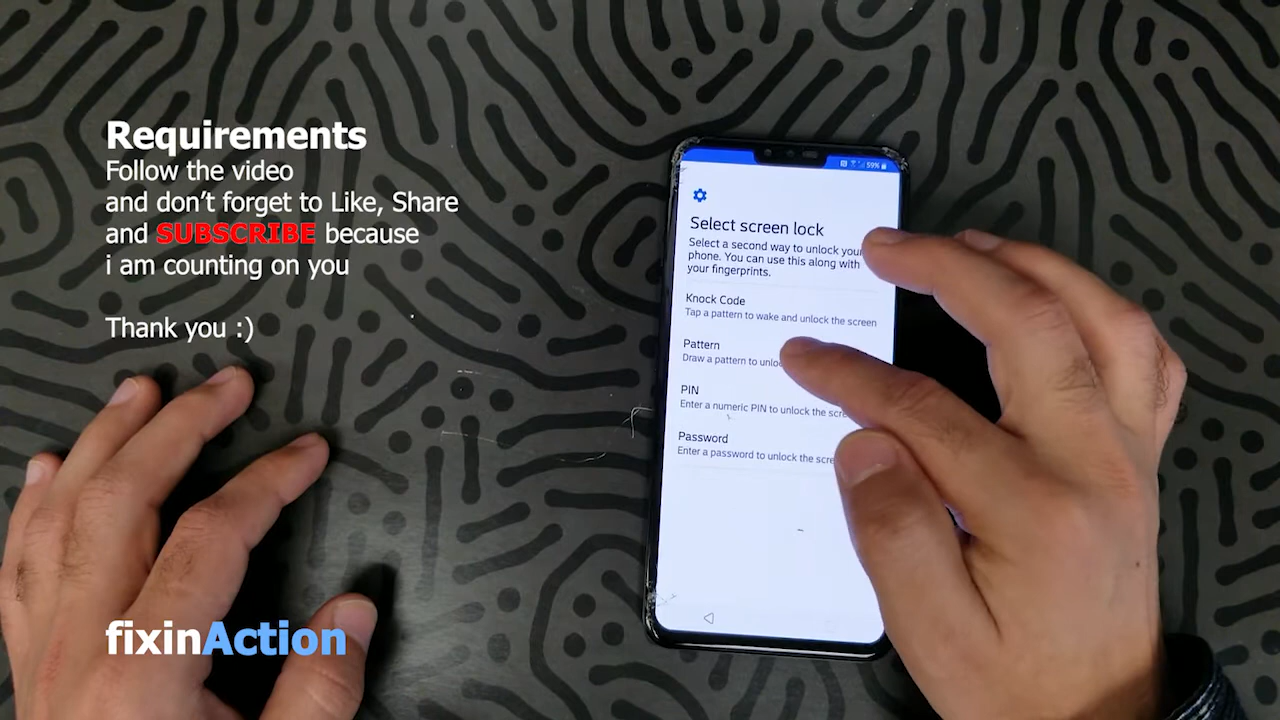 Requirements
Follow the video
and don't forget to Like, Share
and SUBSCRIBE because
i am counting on you
Thank you :)
fixinAction
59%
Select screen lock
Select a second way to unlock your
phone. You can use this along with
your fingerprints.
Knock Code
Tap a pattern to wake and unlock the screen
Pattern
Draw a pattern to
PIN
Enter a numeric PIN to unlock the
Password
Enter a password to unlock the